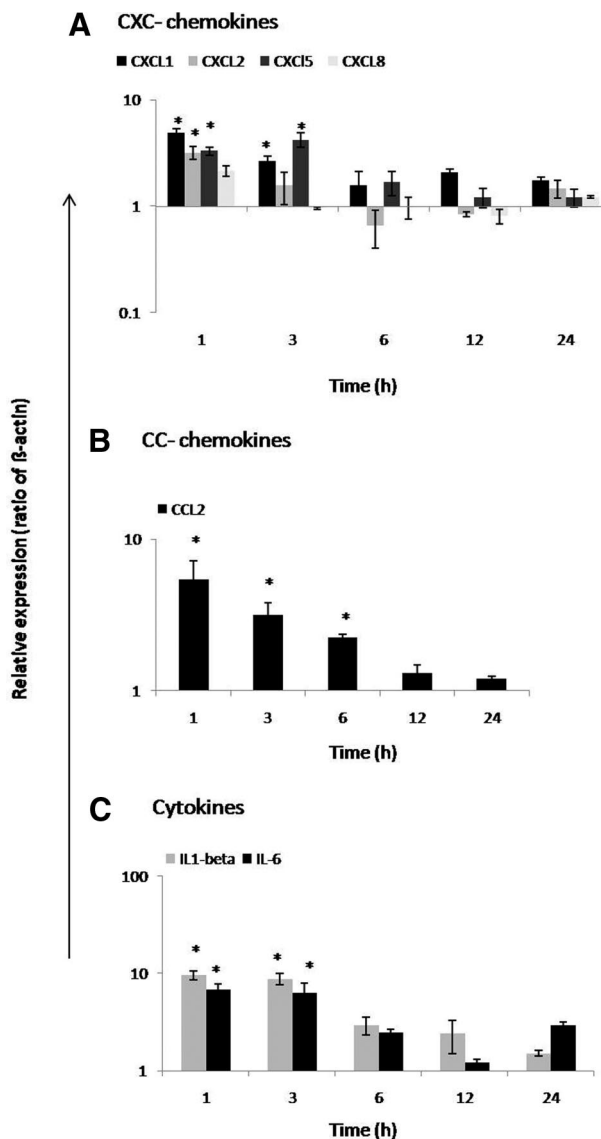 A CXC- chemokines
CXCL1 CXCL2 CXCl5 CXCL8
10
* * * * *
1
0.1
1 3 6 12 24
Time (h)
Relative expression (ratio of ß-actin)
B CC- chemokines
CCL2
10
* * *
1
1 3 6 12 24
Time (h)
C Cytokines
IL1-beta IL-6
100
10
* * * *
1
1 3 6 12 24
Time (h)